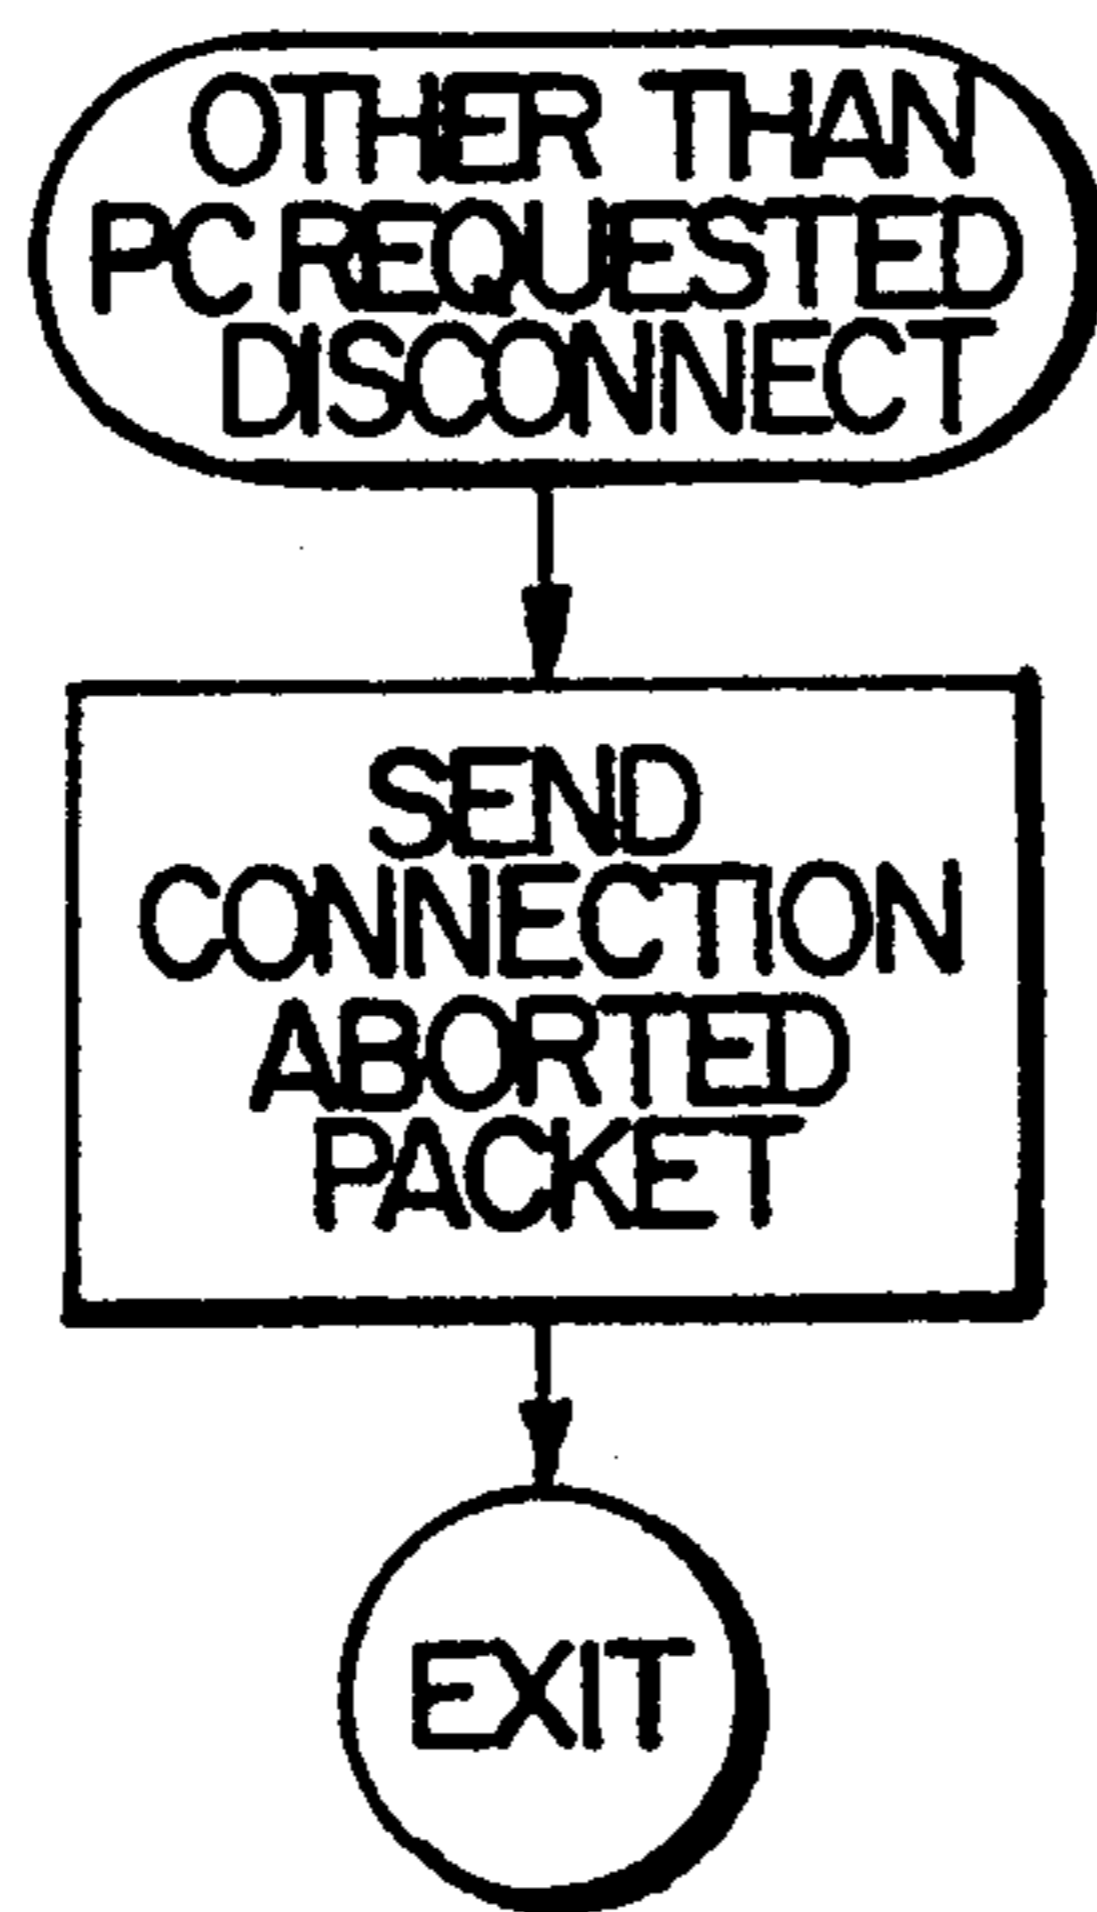 OTHER THAN
PC REQUESTED
DISCONNECT
SEND
CONNECTION
ABORTED
PACKET
EXIT